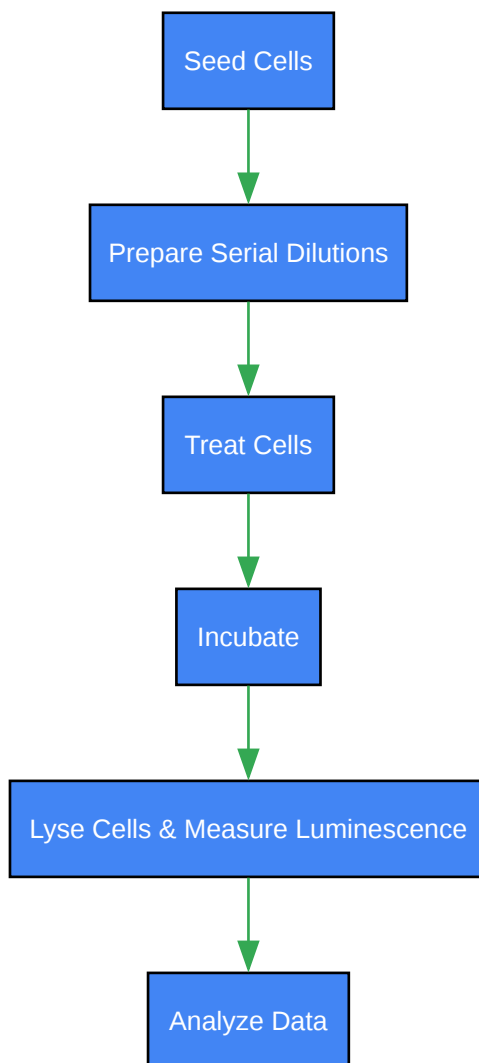 Seed Cells
Prepare Serial Dilutions
Treat Cells
Incubate
Lyse Cells & Measure Luminescence
Analyze Data